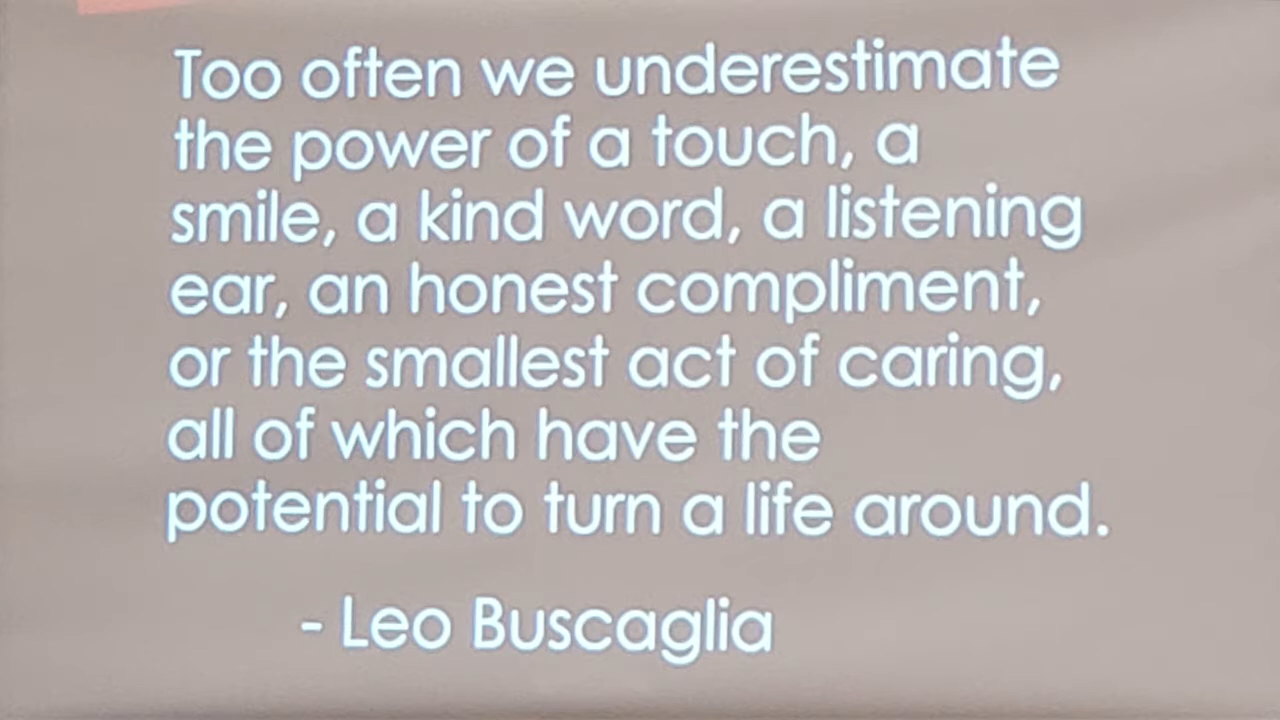 Too often we underestimate
the power of a touch, a
smile, a kind word, a listening
ear, an honest compliment,
or the smallest act of caring,
all of which have the
potential to turn a life around.
- Leo Buscaglia